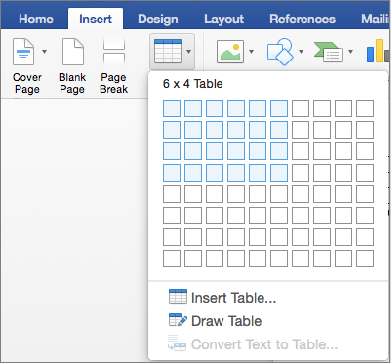 Home Insert Design Layout References Mailin
Cover Page
Blank Page
Page Break
6 x 4 Table
Insert Table...
Draw Table
Convert Text to Table...